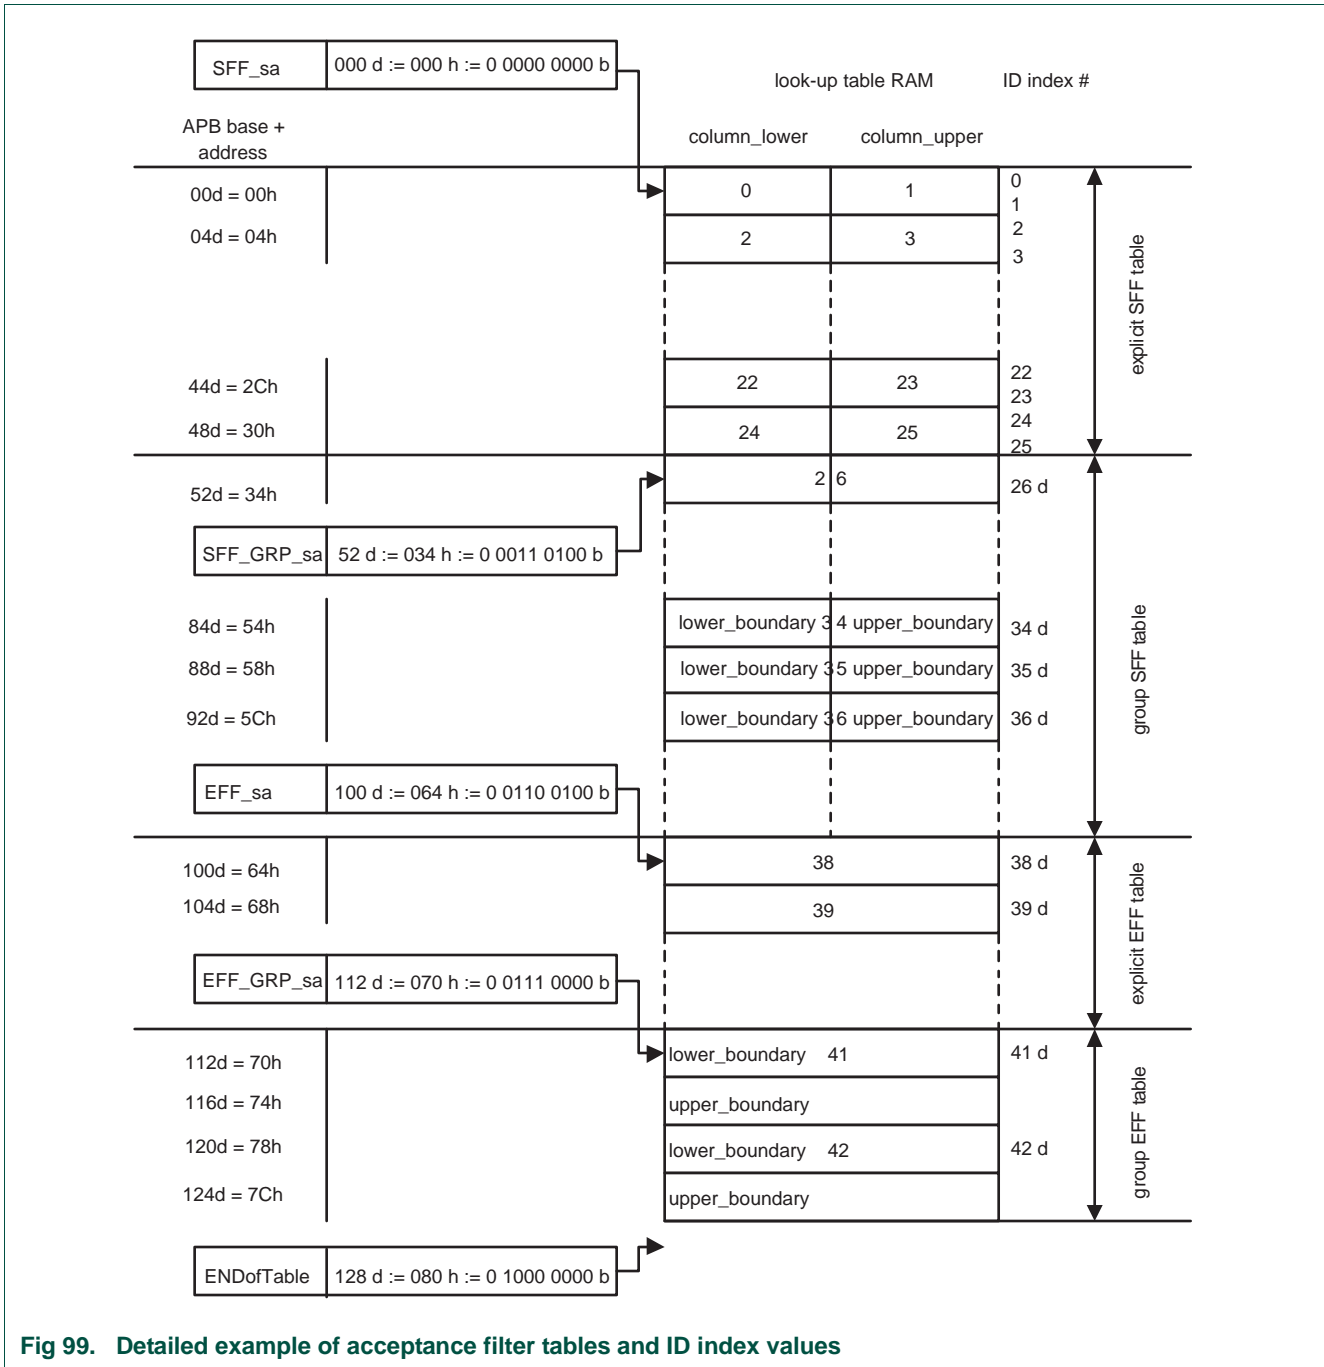 SFF_sa 000 d := 000 h := 0 0000 0000 b
look-up table RAM ID index #
APB base +
address
column_lower column_upper
00d = 00h 0 1 0
1
04d = 04h 2 3 2
3
explicit SFF table
44d = 2Ch 22 23 22
23
48d = 30h 24 25 24
25
52d = 34h 2 6 26 d
SFF_GRP_sa 52 d := 034 h := 0 0011 0100 b
84d = 54h lower_boundary 3 4 upper_boundary 34 d
88d = 58h lower_boundary 3 5 upper_boundary 35 d
92d = 5Ch lower_boundary 3 6 upper_boundary 36 d
group SFF table
EFF_sa 100 d := 064 h := 0 0110 0100 b
100d = 64h 38 38 d
104d = 68h 39 39 d
explicit EFF table
EFF_GRP_sa 112 d := 070 h := 0 0111 0000 b
112d = 70h lower_boundary 41 41 d
116d = 74h upper_boundary
120d = 78h lower_boundary 42 42 d
124d = 7Ch upper_boundary
group EFF table
ENDofTable 128 d := 080 h := 0 1000 0000 b
Fig 99. Detailed example of acceptance filter tables and ID index values